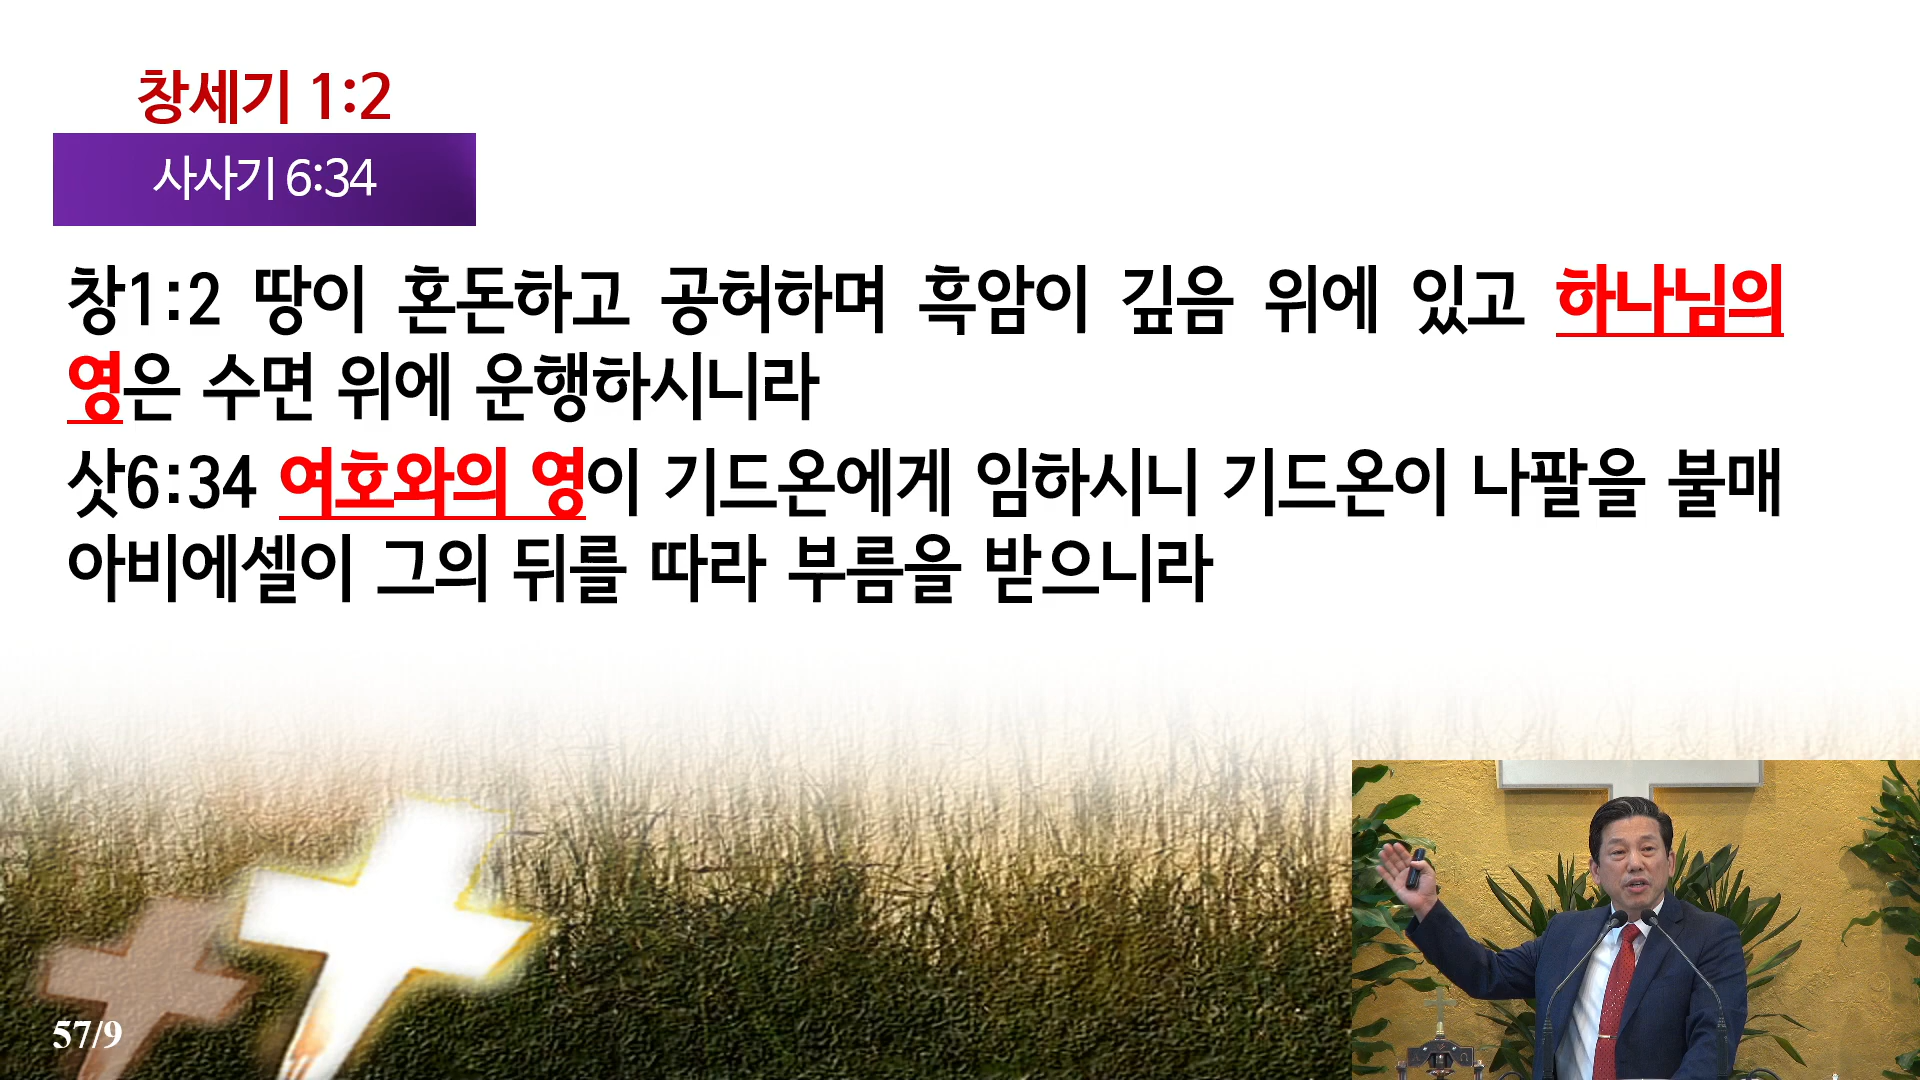 창세기 1:2
사사기 6:34
창1:2 땅이 혼돈하고 공허하며 흑암이 깊음 위에 있고 하나님의
영은 수면 위에 운행하시니라
삿6:34 여호와의 영이 기드온에게 임하시니 기드온이 나팔을 불매
아비에셀이 그의 뒤를 따라 부름을 받으니라
57/9